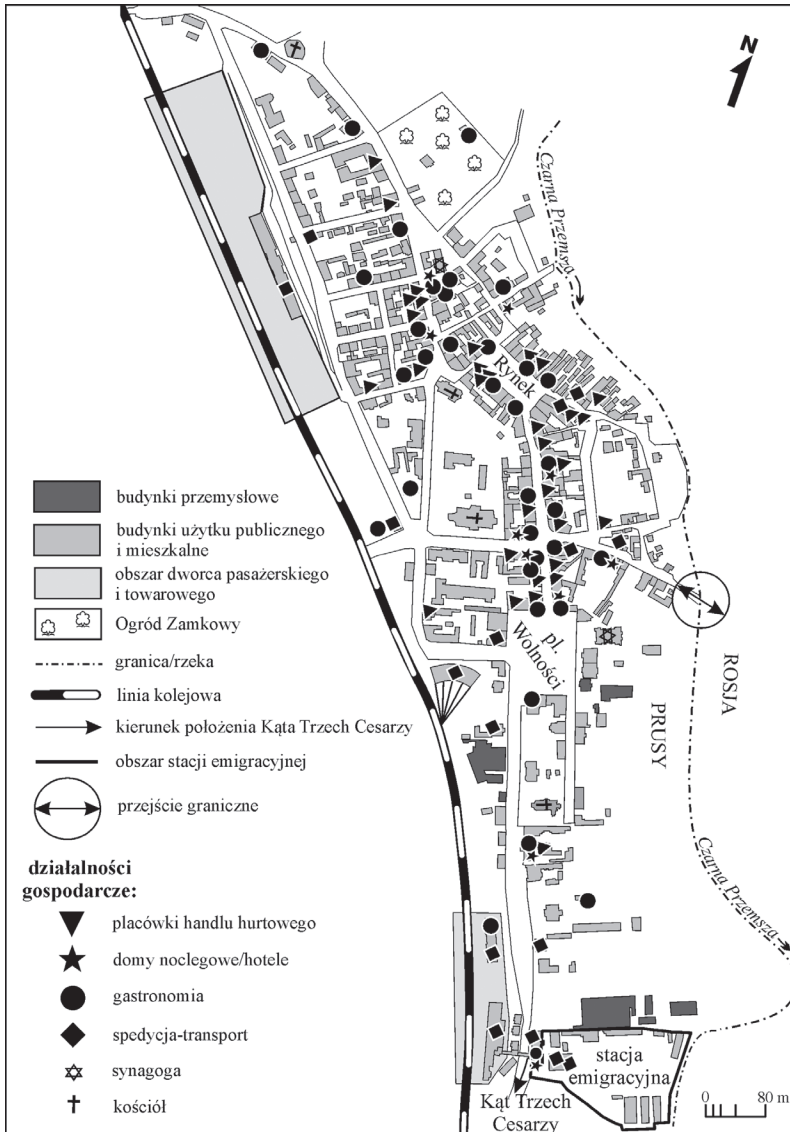 N
Czarna Przemsza
Rynek
budynki przemysłowe
budynki użytku publicznego
i mieszkalne
obszar dworca pasażerskiego
i towarowego
Ogród Zamkowy
granica/rzeka
linia kolejowa
kierunek położenia Kąta Trzech Cesarzy
obszar stacji emigracyjnej
przejście graniczne
działalności
gospodarcze:
placówki handlu hurtowego
domy noclegowe/hotele
gastronomia
spedycja-transport
synagoga
kościół
pl.
Wolności
PRUSY
ROSJA
Czarna Przemsza
stacja
emigracyjna
Kąt Trzech
Cesarzy
0 80 m